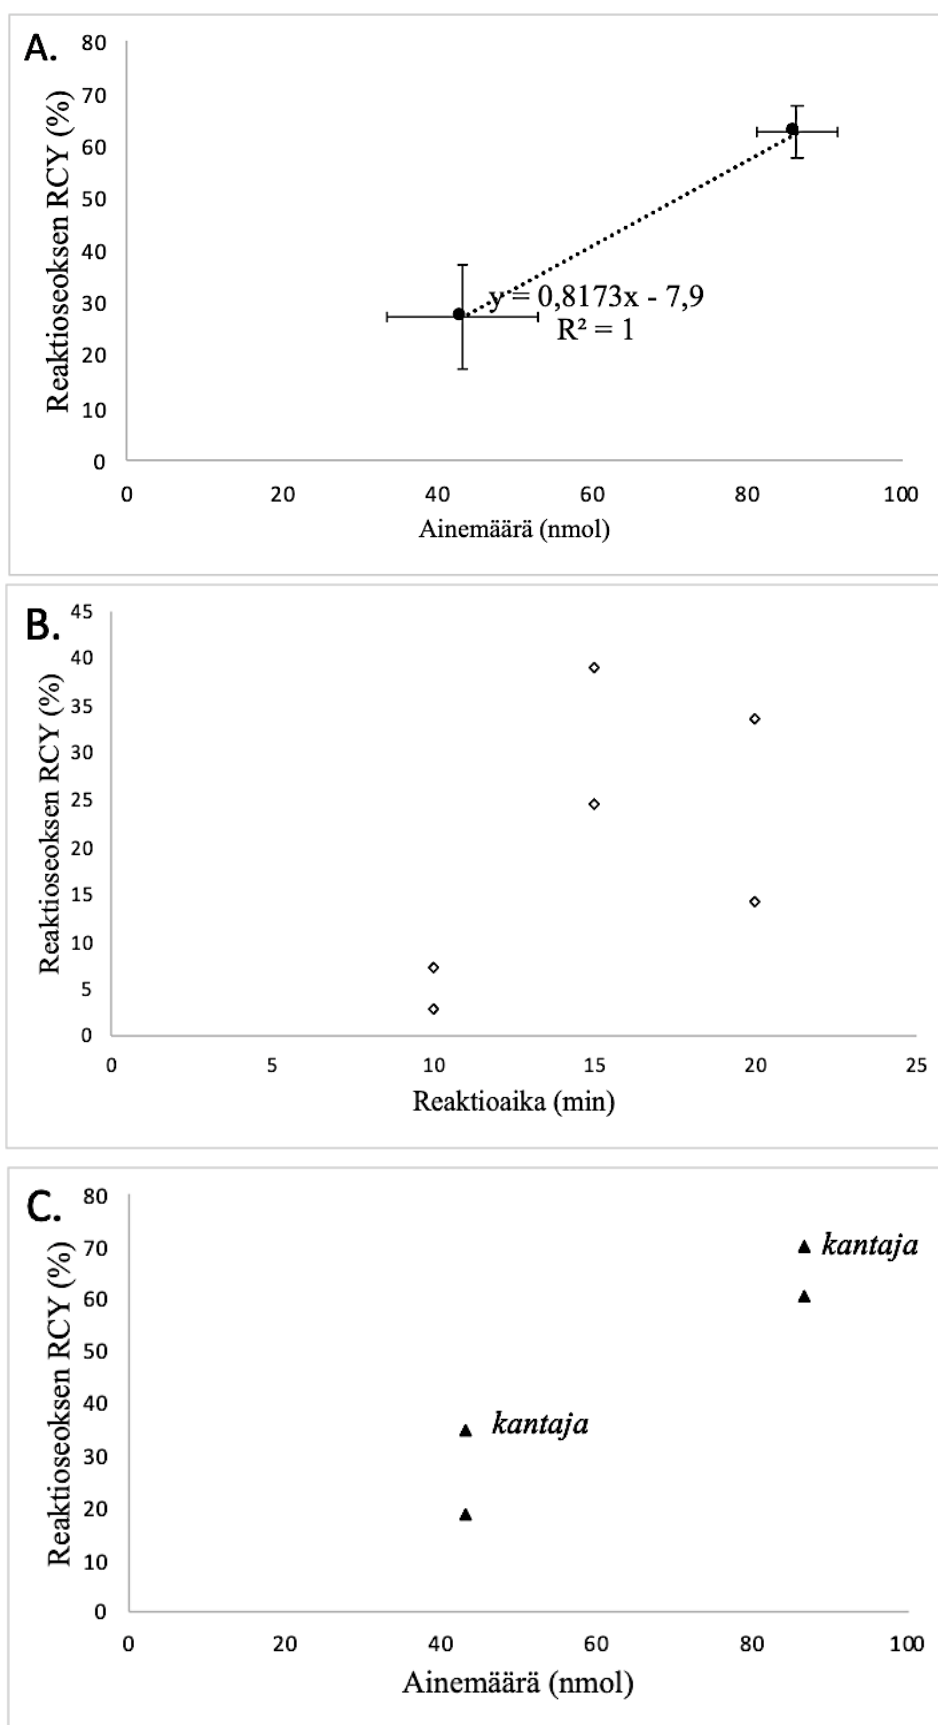 A.
Reaktioseoksen RCY (%)
80
70
60
50
40
30
20
10
0
y = 0,8173x - 7,9
R² = 1
0 20 40 60 80 100
Ainemäärä (nmol)
B.
Reaktioseoksen RCY (%)
45
40
35
30
25
20
15
10
5
0
0 5 10 15 20 25
Reaktioaika (min)
C.
Reaktioseoksen RCY (%)
80
70
60
50
40
30
20
10
0
kantaja
kantaja
0 20 40 60 80 100
Ainemäärä (nmol)